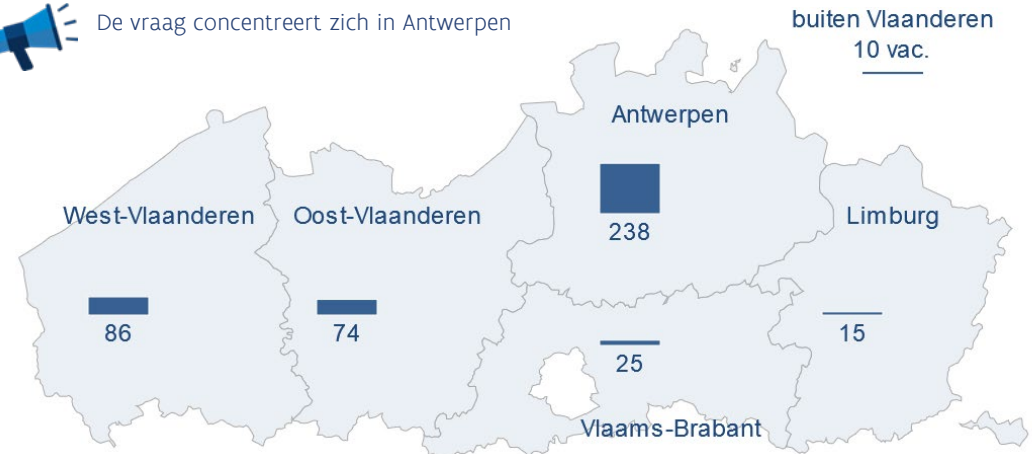 De vraag concentreert zich in Antwerpen
buiten Vlaanderen
10 vac.
Antwerpen
238
West-Vlaanderen
86
Oost-Vlaanderen
74
Limburg
15
25
Vlaams-Brabant